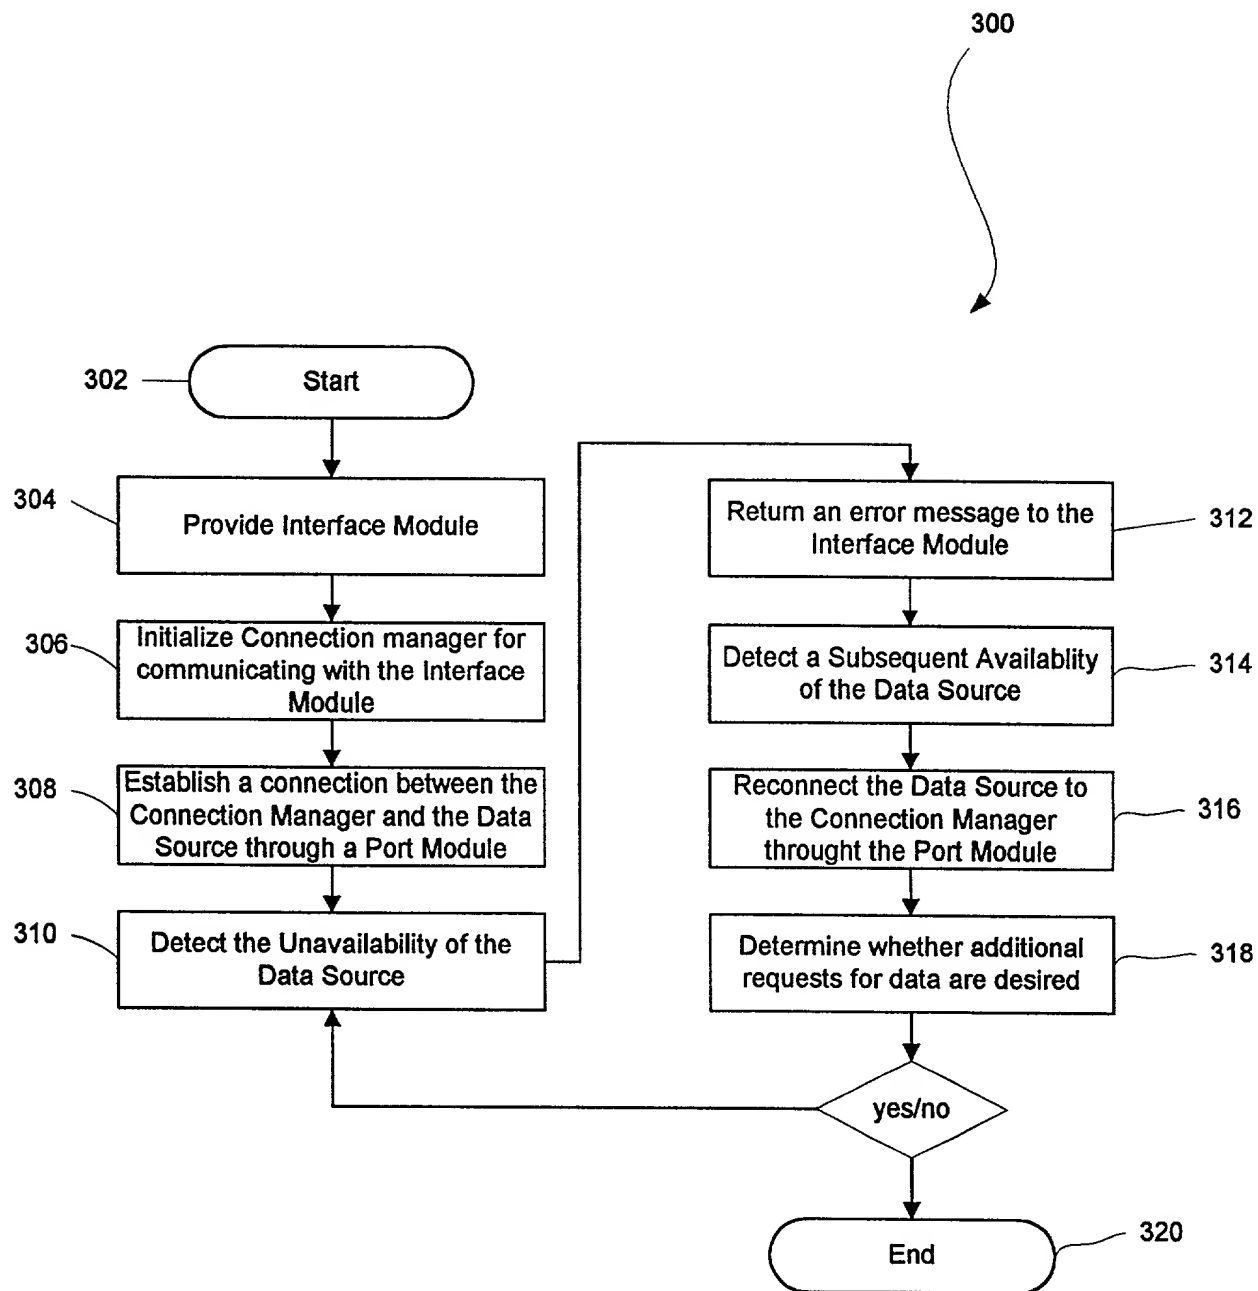 300
302
Start
304
Provide Interface Module
306
Initialize Connection manager for
communicating with the Interface
Module
308
Establish a connection between the
Connection Manager and the Data
Source through a Port Module
310
Detect the Unavailability of the
Data Source
Return an error message to the
Interface Module
312
Detect a Subsequent Availablity
of the Data Source
314
Reconnect the Data Source to
the Connection Manager
throught the Port Module
316
Determine whether additional
requests for data are desired
318
yes/no
End
320